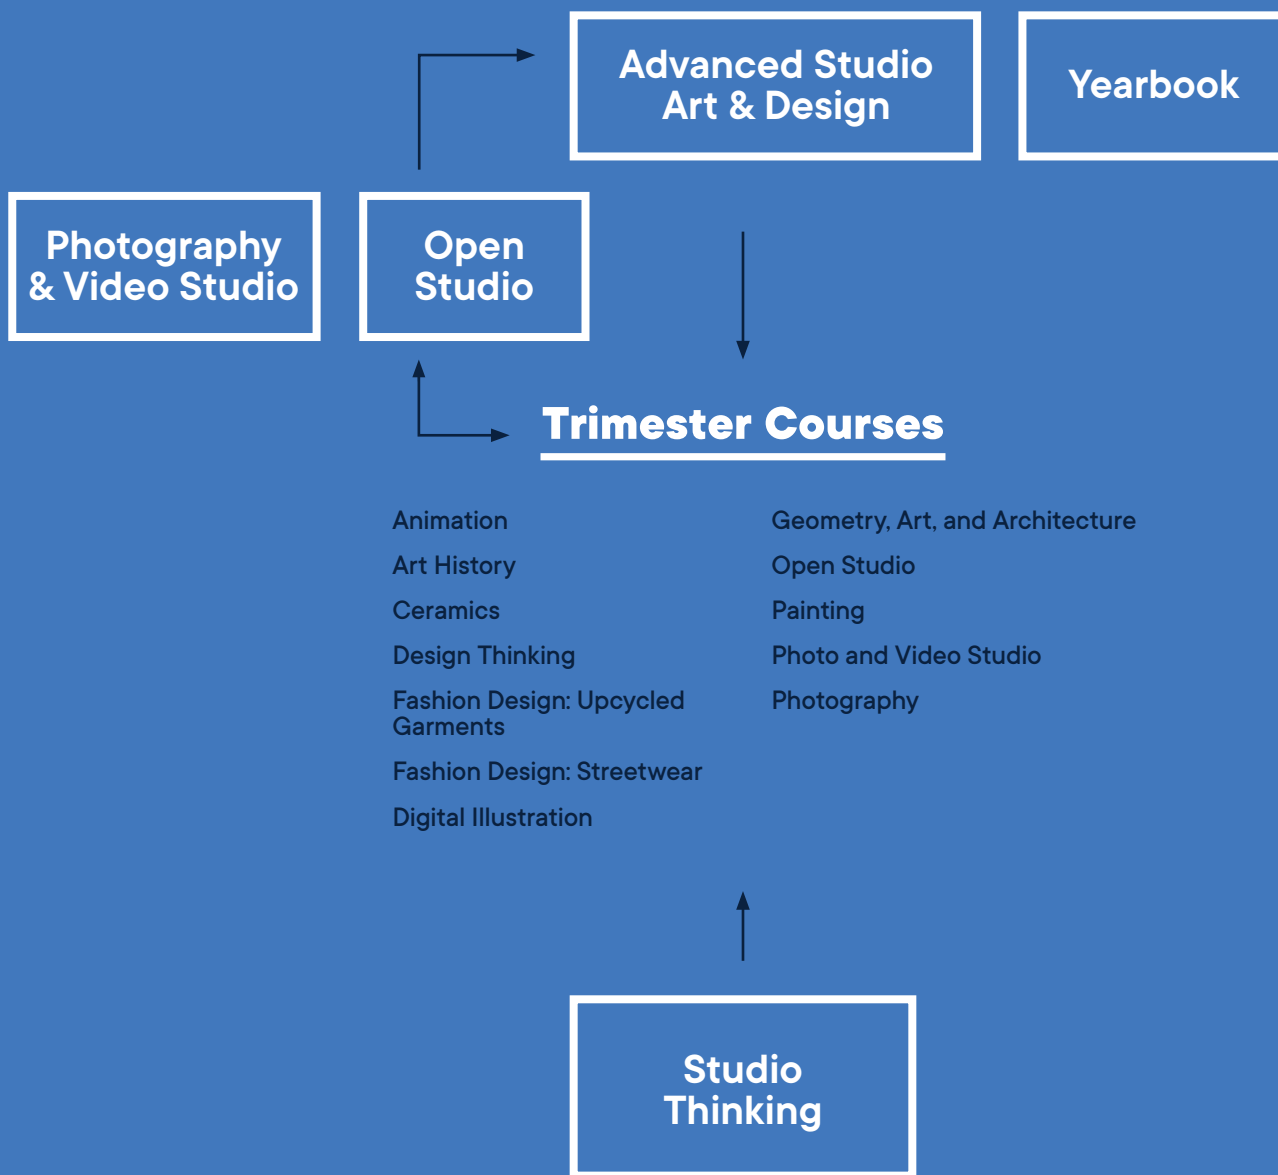 Advanced Studio
Art & Design
Yearbook
Photography
& Video Studio
Open
Studio
Trimester Courses
Animation
Art History
Ceramics
Design Thinking
Fashion Design: Upcycled
Garments
Fashion Design: Streetwear
Digital Illustration
Geometry, Art, and Architecture
Open Studio
Painting
Photo and Video Studio
Photography
Studio
Thinking